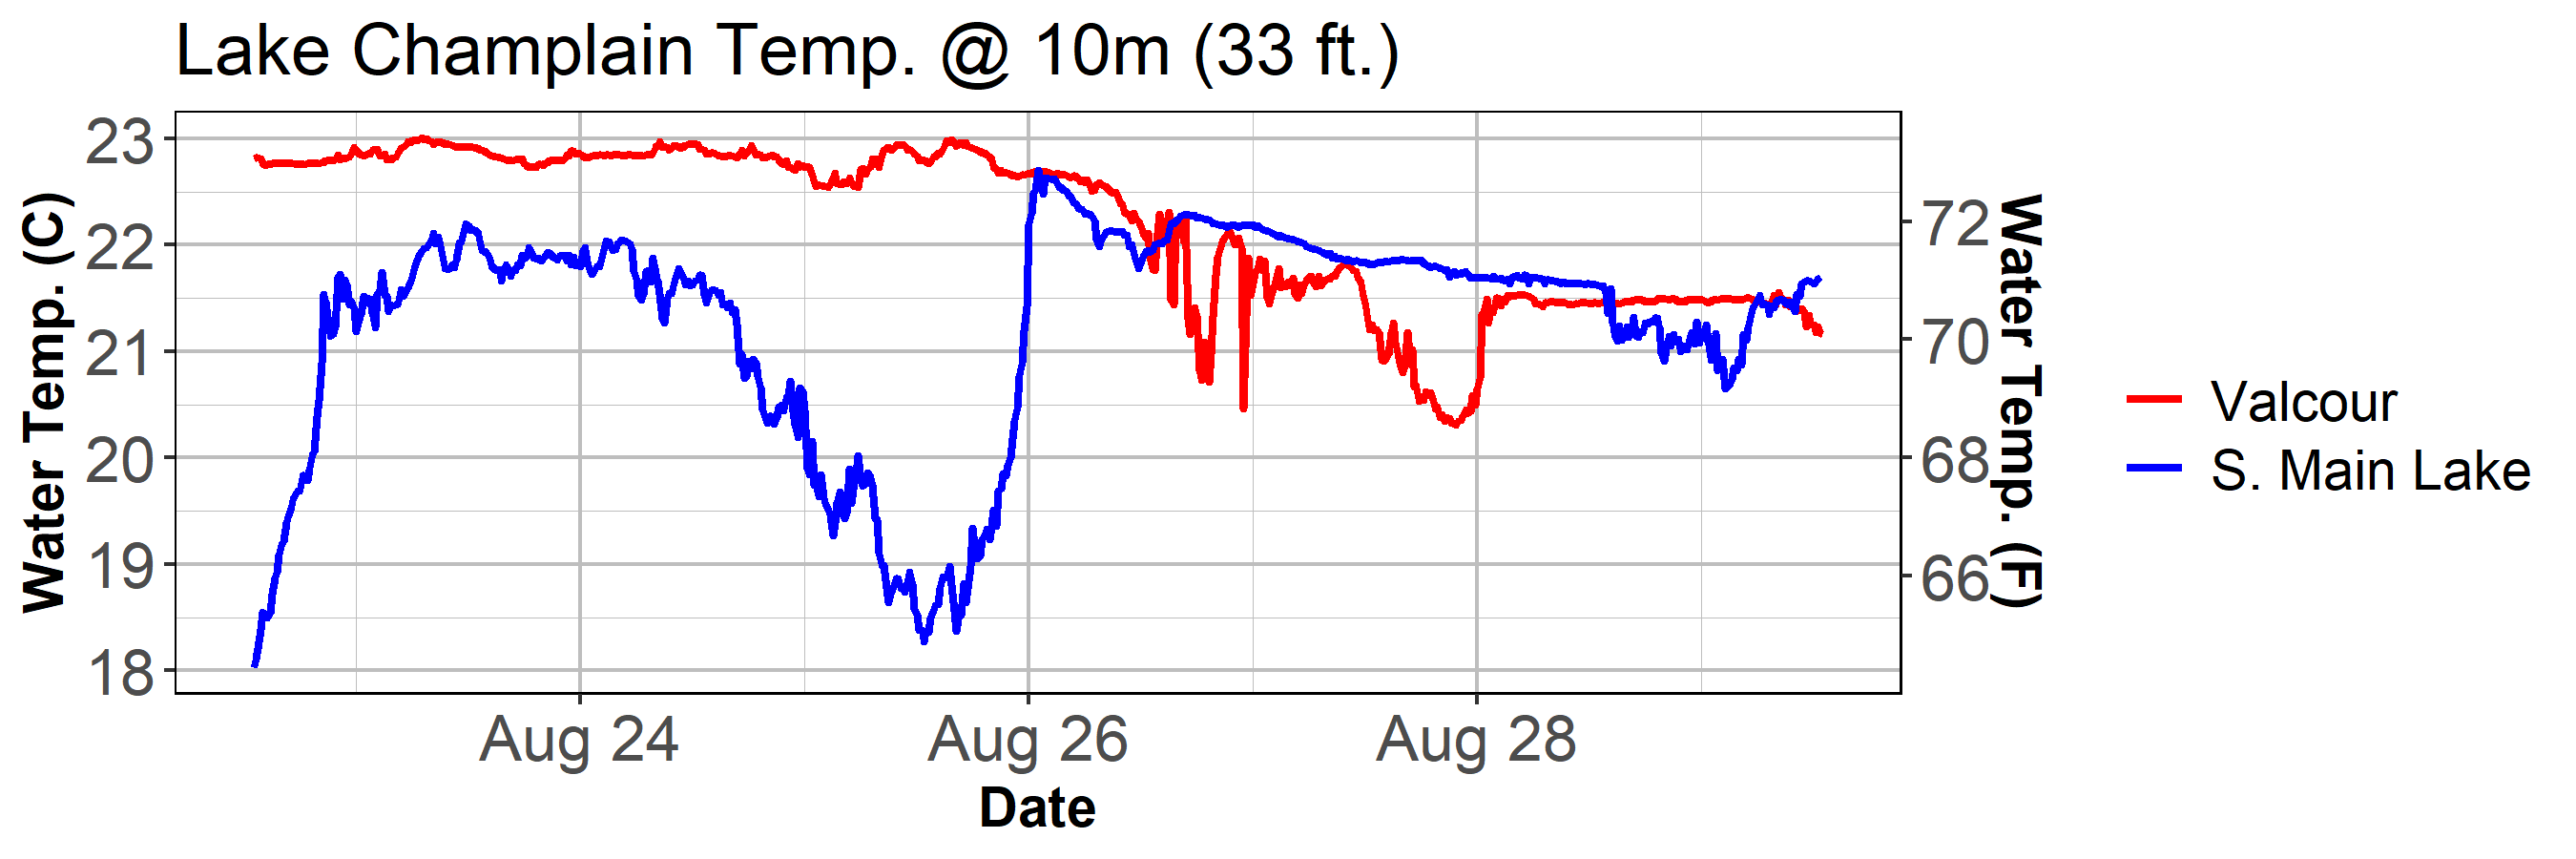 Lake Champlain Temp. @ 10m (33 ft.)
Water Temp. (C)
23
22
21
20
19
18
72
70
68
66
Water Temp. (F)
Aug 24
Aug 26
Aug 28
Date
Valcour
S. Main Lake